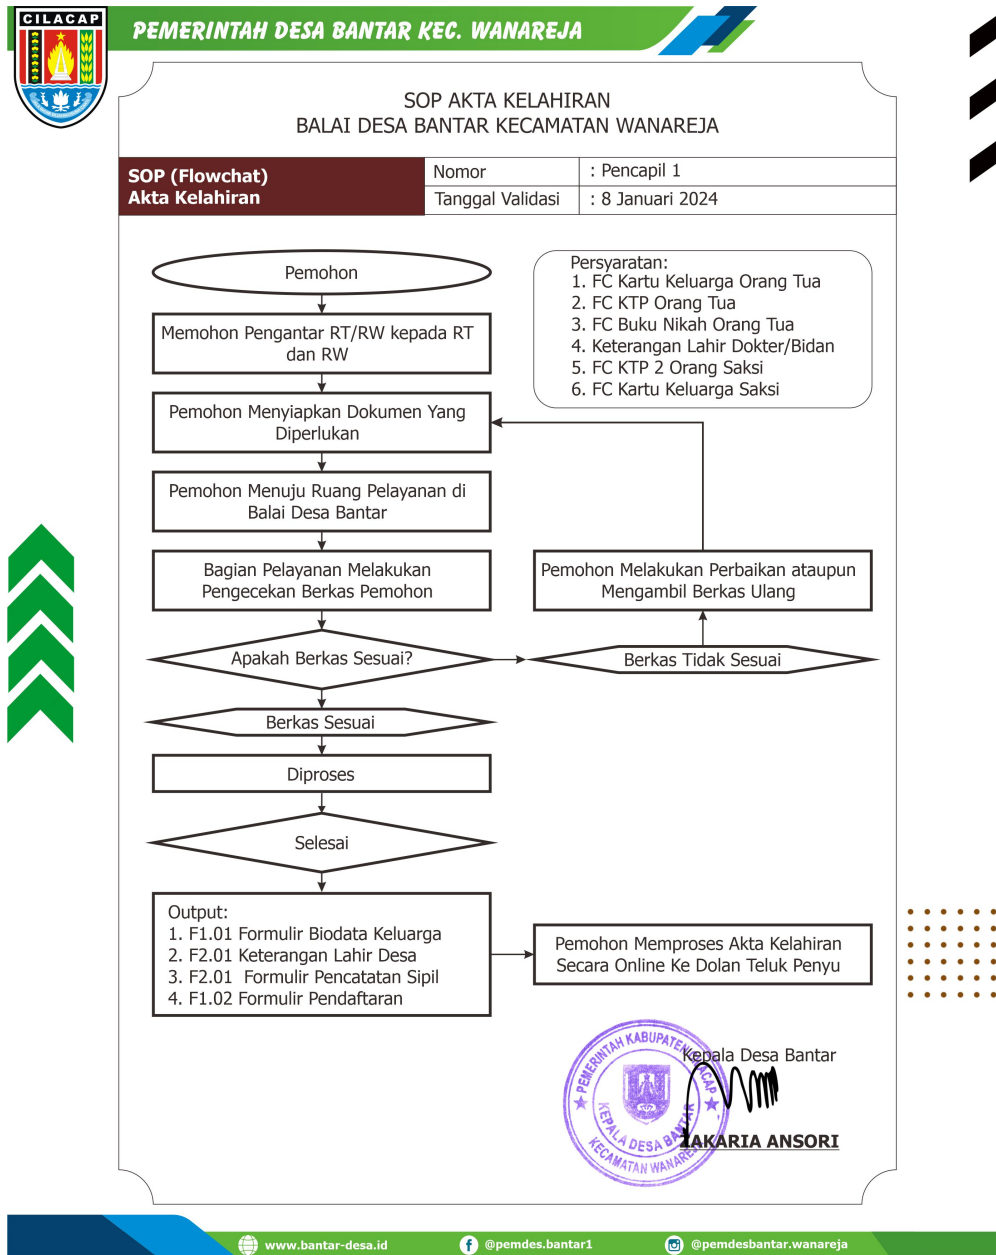 CILACAP
PEMERINTAH DESA BANTAR KEC. WANAREJA
SOP AKTA KELAHIRAN
BALAI DESA BANTAR KECAMATAN WANAREJA
SOP (Flowchat)
Akta Kelahiran
Nomor : Pencapil 1
Tanggal Validasi : 8 Januari 2024
Pemohon
Memohon Pengantar RT/RW kepada RT
dan RW
Pemohon Menyiapkan Dokumen Yang
Diperlukan
Pemohon Menuju Ruang Pelayanan di
Balai Desa Bantar
Bagian Pelayanan Melakukan
Pengecekan Berkas Pemohon
Apakah Berkas Sesuai?
Berkas Sesuai
Diproses
Selesai
Output:
1. F1.01 Formulir Biodata Keluarga
2. F2.01 Keterangan Lahir Desa
3. F2.01 Formulir Pencatatan Sipil
4. F1.02 Formulir Pendaftaran
Persyaratan:
1. FC Kartu Keluarga Orang Tua
2. FC KTP Orang Tua
3. FC Buku Nikah Orang Tua
4. Keterangan Lahir Dokter/Bidan
5. FC KTP 2 Orang Saksi
6. FC Kartu Keluarga Saksi
Pemohon Melakukan Perbaikan ataupun
Mengambil Berkas Ulang
Berkas Tidak Sesuai
Pemohon Memproses Akta Kelahiran
Secara Online Ke Dolan Teluk Penyu
Kepala Desa Bantar
PEMERINTAH KABUPATEN CILACAP
KEPALA DESA BANTAR
KECAMATAN WANAREJA
ZAKARIA ANSORI
www.bantar-desa.id
@pemdes.bantar1
@pemdesbantar.wanareja